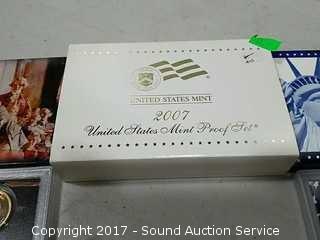 UNITED STATES MINT
2007
United States Mint Proof Set®
Copyright 2017 - Sound Auction Service